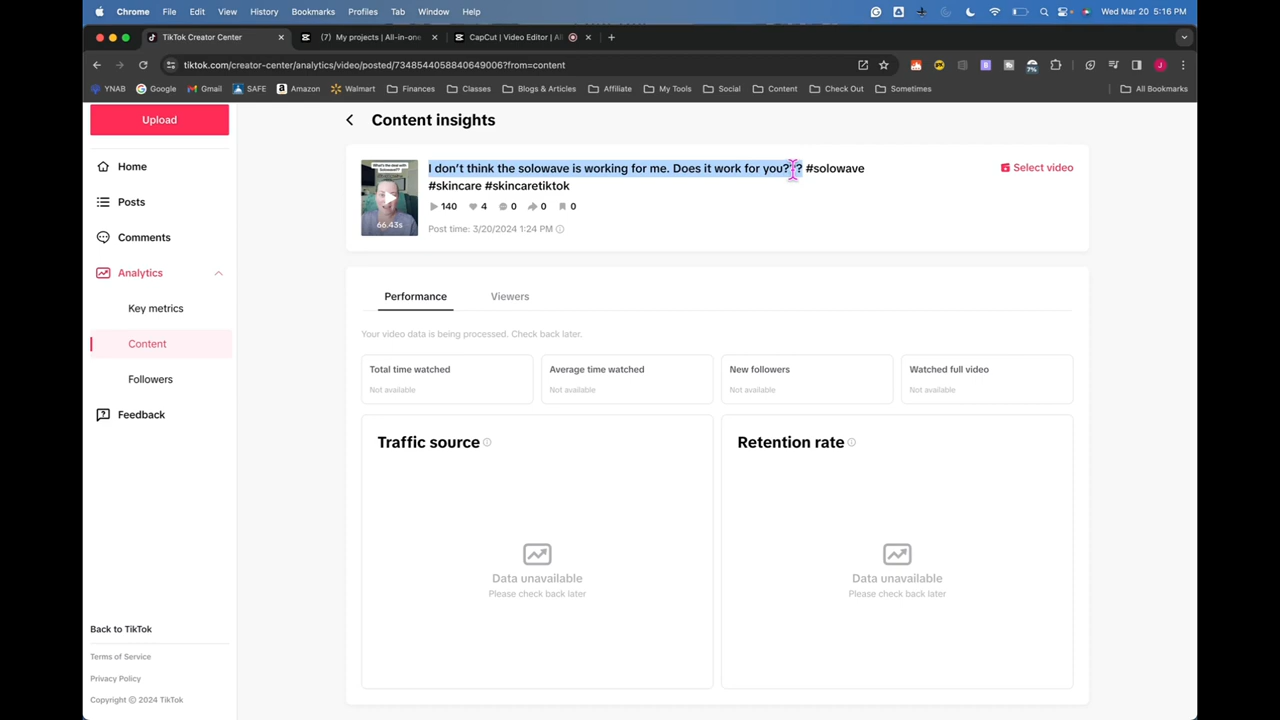 Chrome File Edit View History Bookmarks Profiles Tab Window Help Wed Mar 20 5:16 PM
TikTok Creator Center (7) My projects | All-in-one CapCut | Video Editor | All
tiktok.com/creator-center/analytics/video/posted/7348544058840649006?from=content
YNAB Google Gmail SAFE Amazon Walmart Finances Classes Blogs & Articles Affiliate My Tools Social Content Check Out Sometimes All Bookmarks
Upload
Home
Posts
Comments
Analytics
Key metrics
Content
Followers
Feedback
Back to TikTok
Terms of Service
Privacy Policy
Copyright © 2024 TikTok
Content insights
What's the deal with
66.43s
I don't think the solowave is working for me. Does it work for you??? #solowave
#skincare #skincaretiktok
140 4 0 0 0
Post time: 3/20/2024 1:24 PM
Select video
Performance Viewers
Your video data is being processed. Check back later.
Total time watched
Not available
Average time watched
Not available
New followers
Not available
Watched full video
Not available
Traffic source
Data unavailable
Please check back later
Retention rate
Data unavailable
Please check back later